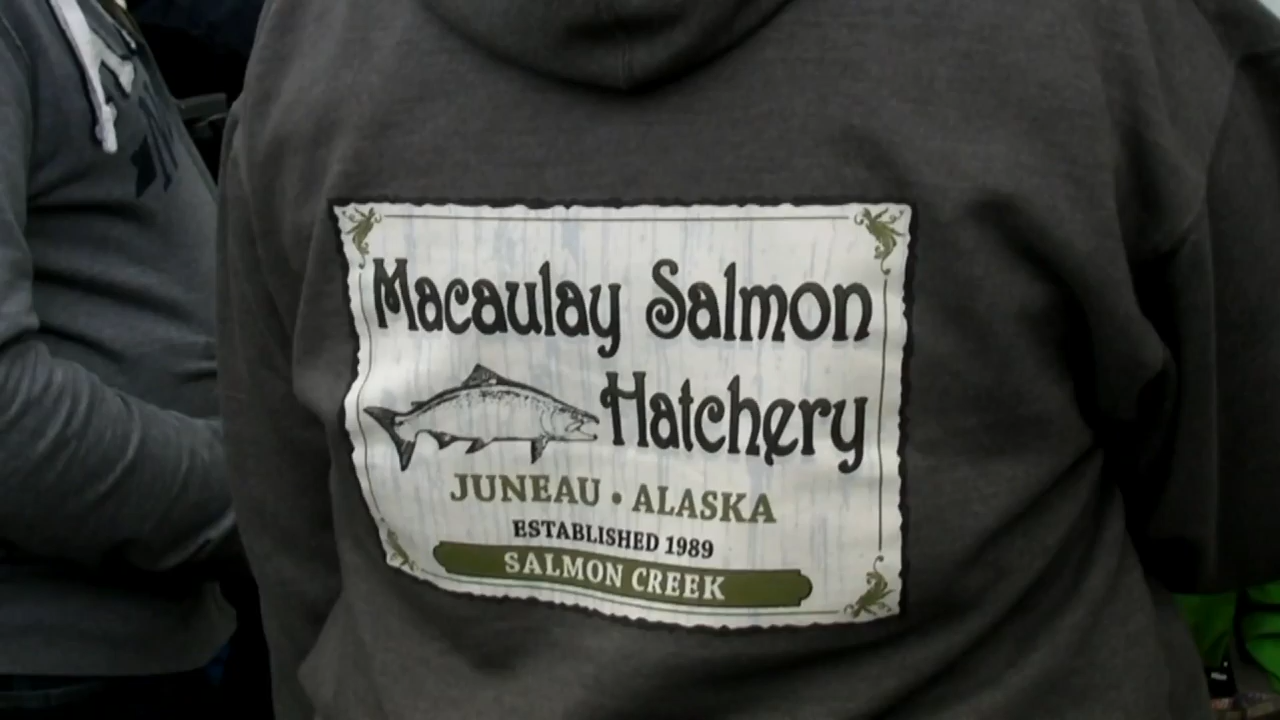 Macaulay Salmon
Hatchery
JUNEAU • ALASKA
ESTABLISHED 1989
SALMON CREEK